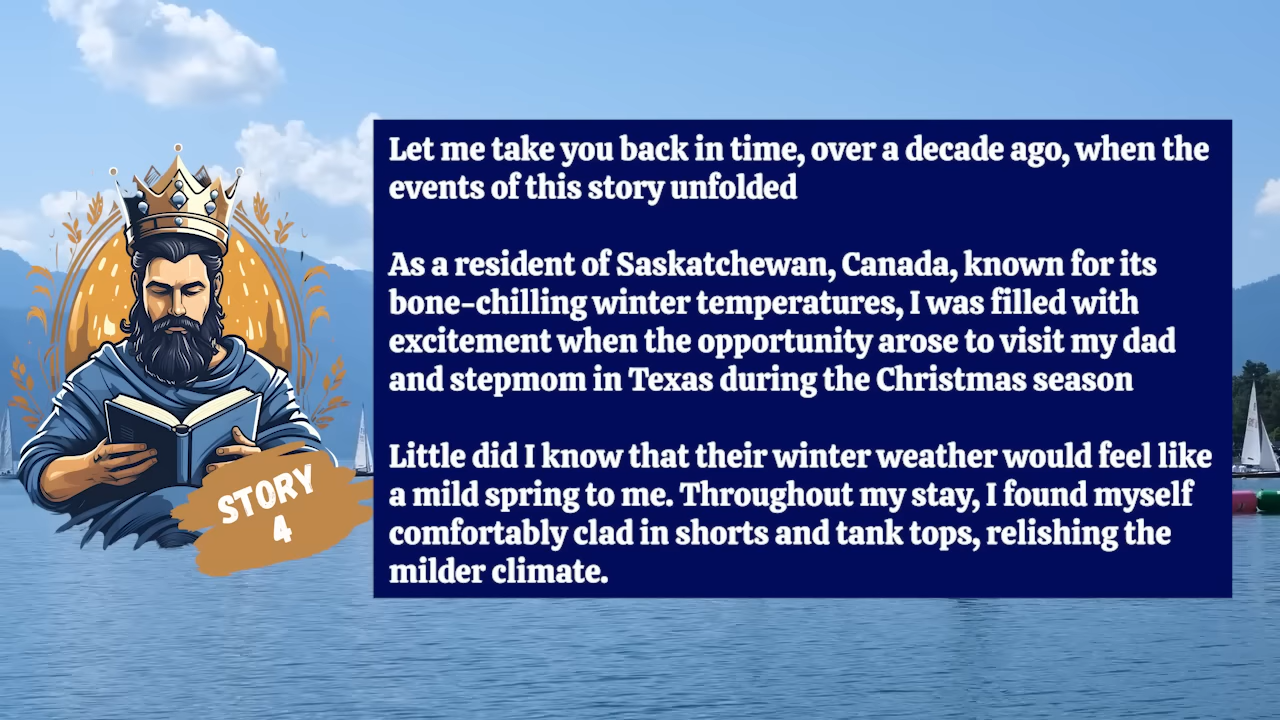 Let me take you back in time, over a decade ago, when the
events of this story unfolded
As a resident of Saskatchewan, Canada, known for its
bone-chilling winter temperatures, I was filled with
excitement when the opportunity arose to visit my dad
and stepmom in Texas during the Christmas season
Little did I know that their winter weather would feel like
a mild spring to me. Throughout my stay, I found myself
comfortably clad in shorts and tank tops, relishing the
milder climate.
STORY
4